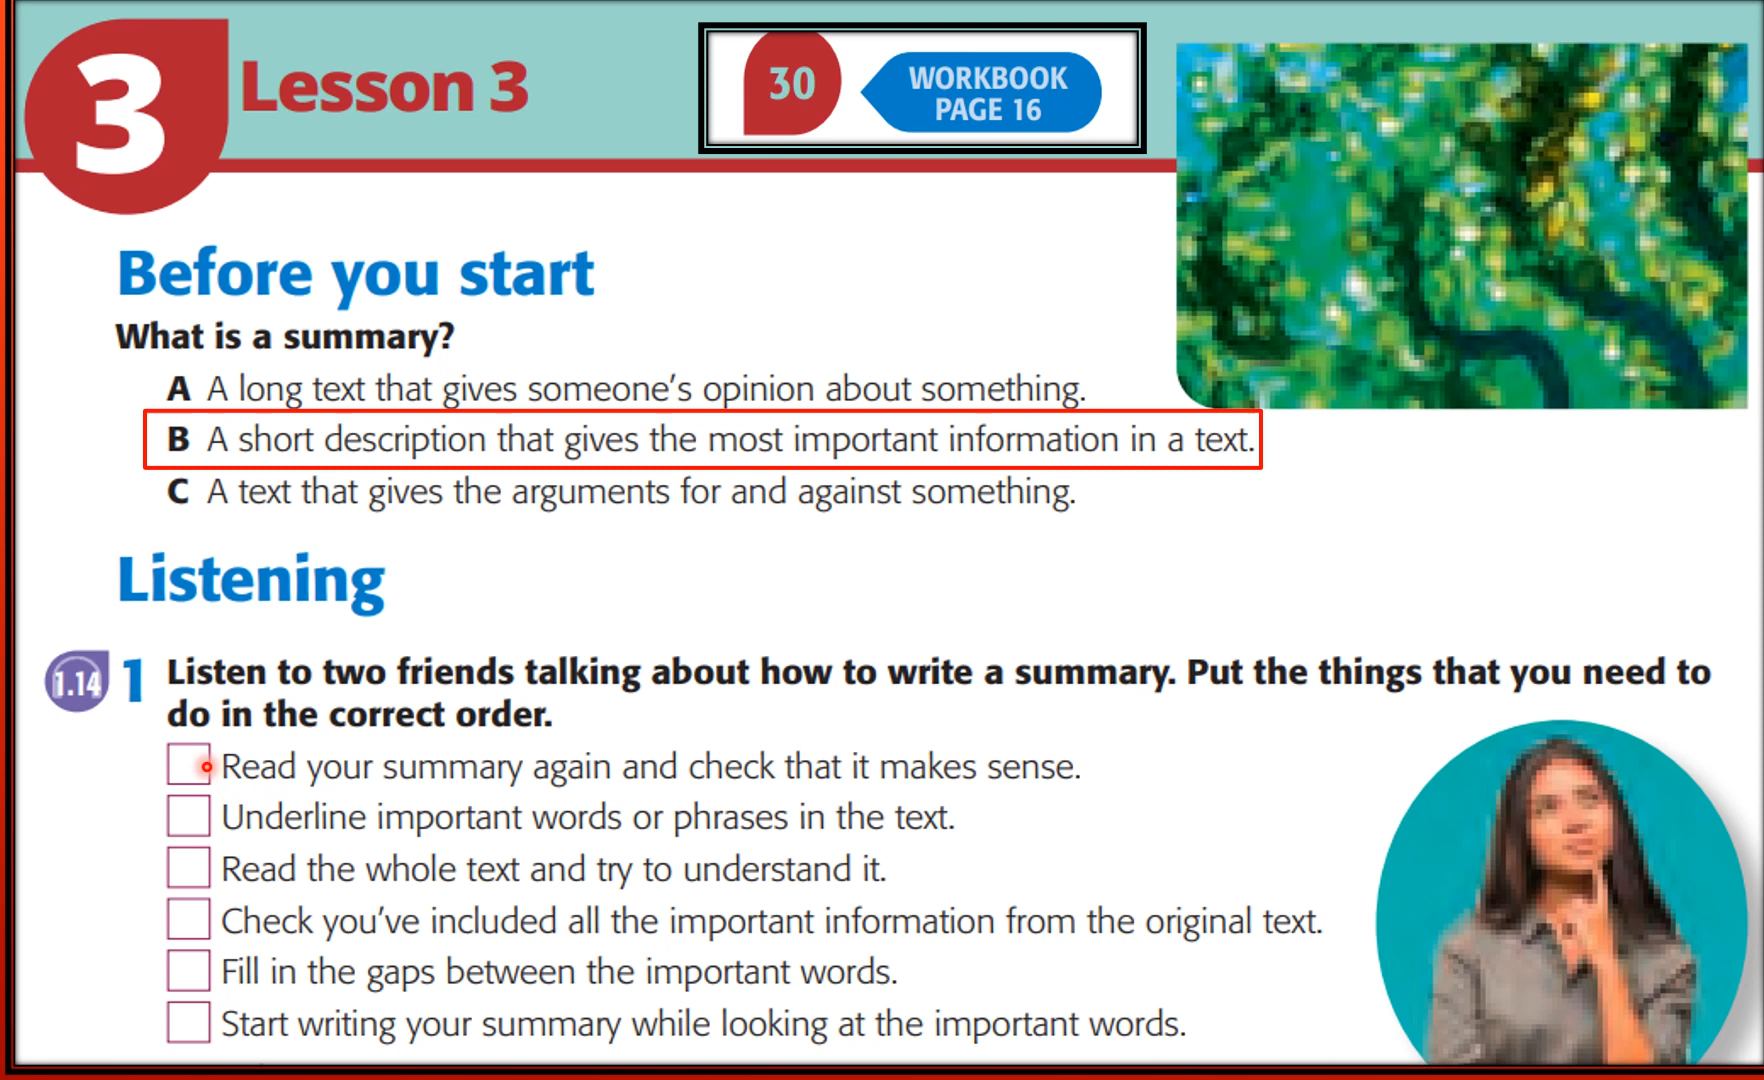 3
Lesson 3
30
WORKBOOK
PAGE 16
Before you start
What is a summary?
A A long text that gives someone's opinion about something.
B A short description that gives the most important information in a text.
C A text that gives the arguments for and against something.
Listening
1.14 1 Listen to two friends talking about how to write a summary. Put the things that you need to
do in the correct order.
Read your summary again and check that it makes sense.
Underline important words or phrases in the text.
Read the whole text and try to understand it.
Check you've included all the important information from the original text.
Fill in the gaps between the important words.
Start writing your summary while looking at the important words.